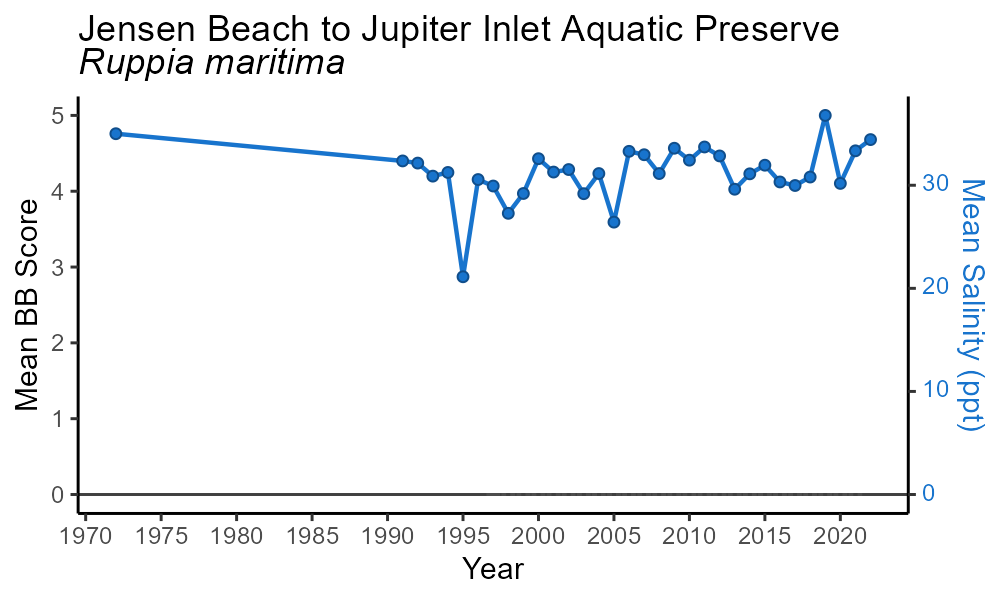 Jensen Beach to Jupiter Inlet Aquatic Preserve
Ruppia maritima
Mean BB Score
5
4
3
2
1
0
30
20
10
0
Mean Salinity (ppt)
1970 1975 1980 1985 1990 1995 2000 2005 2010 2015 2020
Year